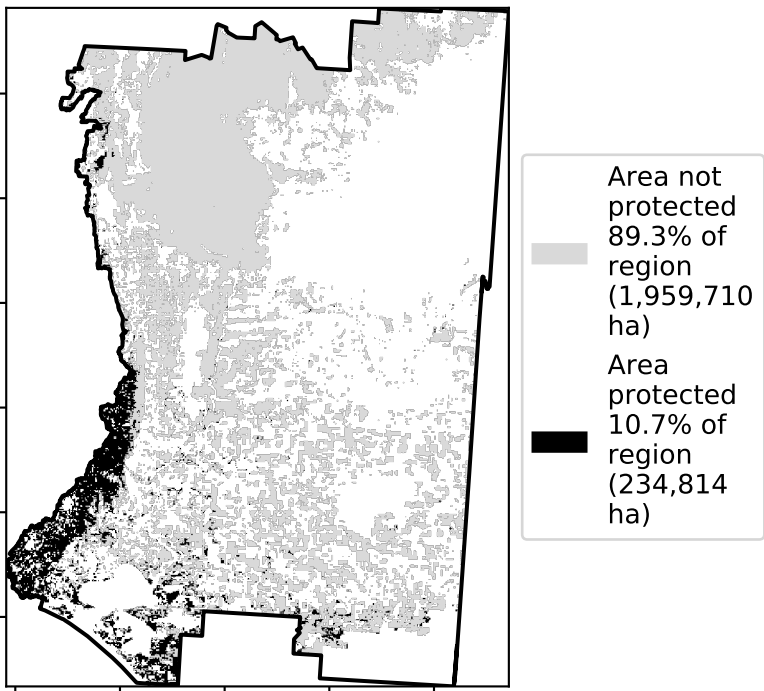 Area not
protected
89.3% of
region
(1,959,710
ha)
Area
protected
10.7% of
region
(234,814
ha)